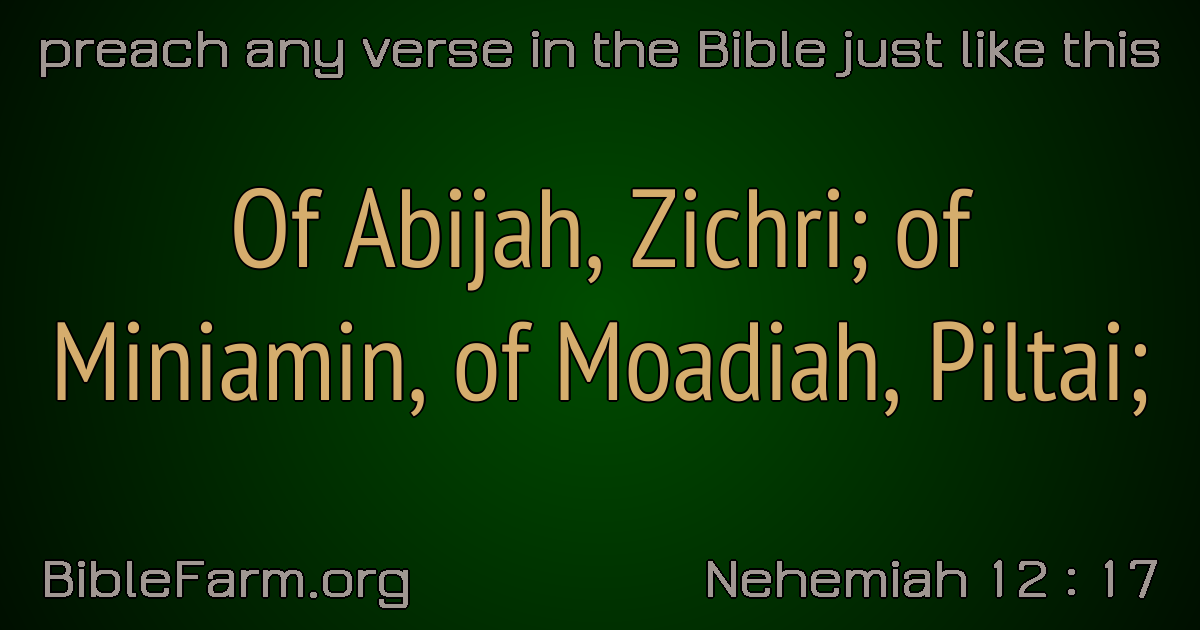 preach any verse in the Bible just like this
Of Abijah, Zichri; of
Miniamin, of Moadiah, Piltai;
BibleFarm.org
Nehemiah 12 : 17